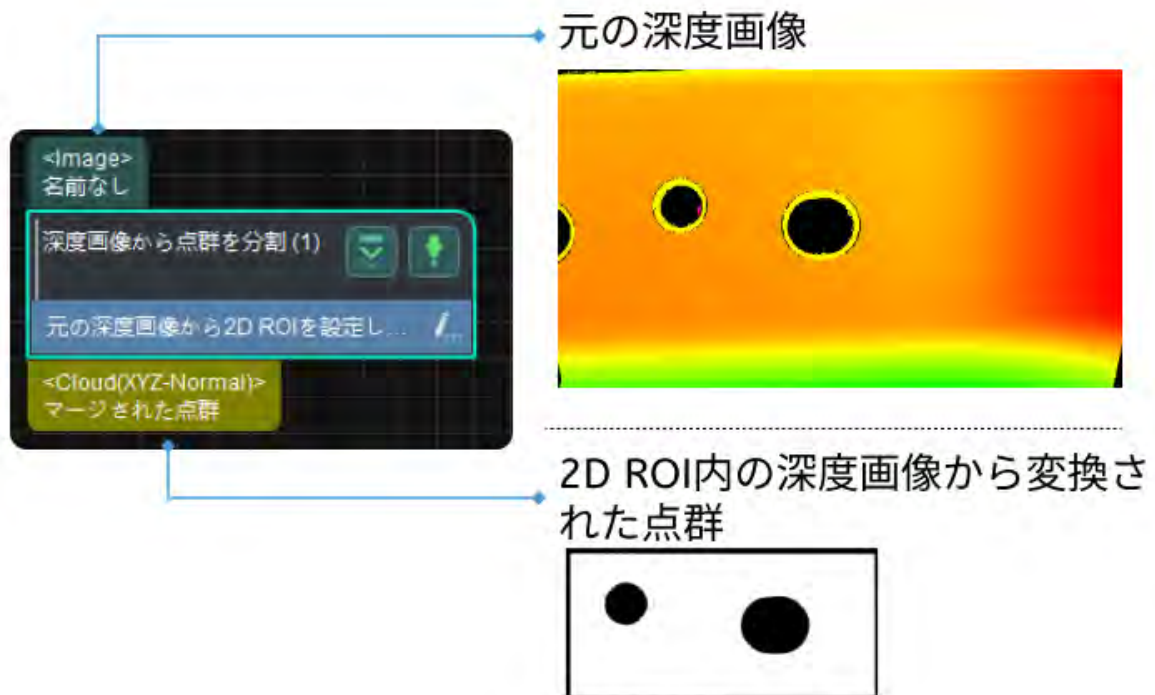 元の深度画像
<Image>
名前なし
深度画像から点群を分割 (1)
元の深度画像から2D ROIを設定し...
<Cloud(XYZ-Normal)>
マージされた点群
2D ROI内の深度画像から変換さ
れた点群